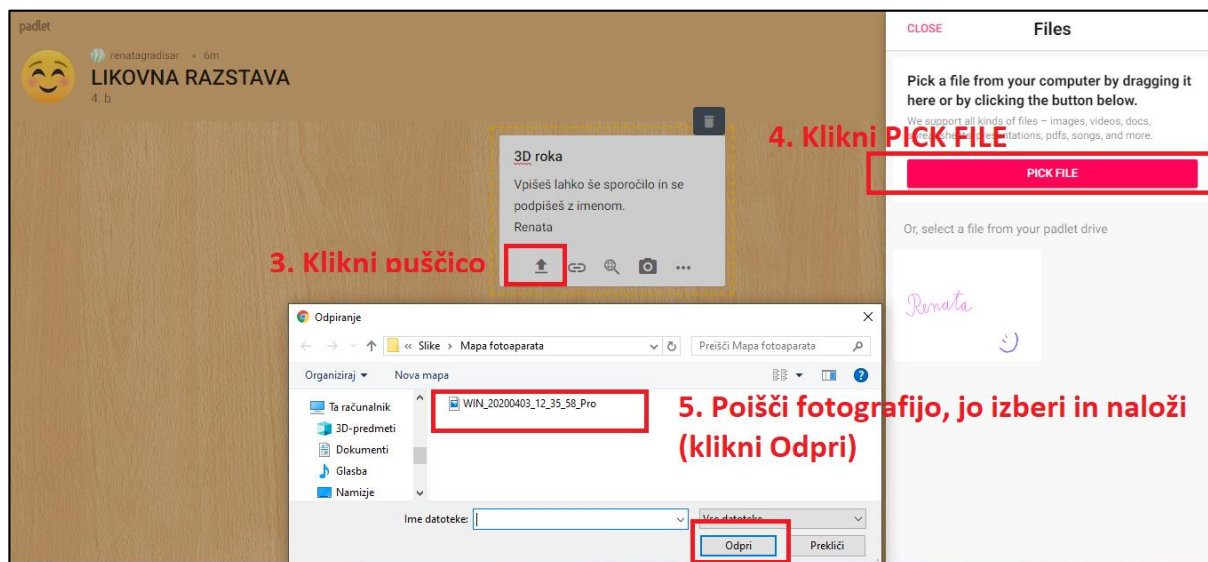 padlet
renatagradisar • 6m
LIKOVNA RAZSTAVA
4. b
3D roka
Vpišeš lahko še sporočilo in se
podpišeš z imenom.
Renata
3. Klikni puščico
CLOSE
Files
Pick a file from your computer by dragging it
here or by clicking the button below.
We support all kinds of files – images, videos, docs,
spreadsheets, presentations, pdfs, songs, and more.
4. Klikni PICK FILE
PICK FILE
Or, select a file from your padlet drive
Renata
Odpiranje
« Slike › Mapa fotoaparata
Preišči Mapa fotoaparata
Organiziraj
Nova mapa
Ta računalnik
3D-predmeti
Dokumenti
Glasba
Namizje
WIN_20200403_12_35_58_Pro
5. Poišči fotografijo, jo izberi in naloži
(klikni Odpri)
Ime datoteke:
Vse datoteke
Odpri
Prekliči